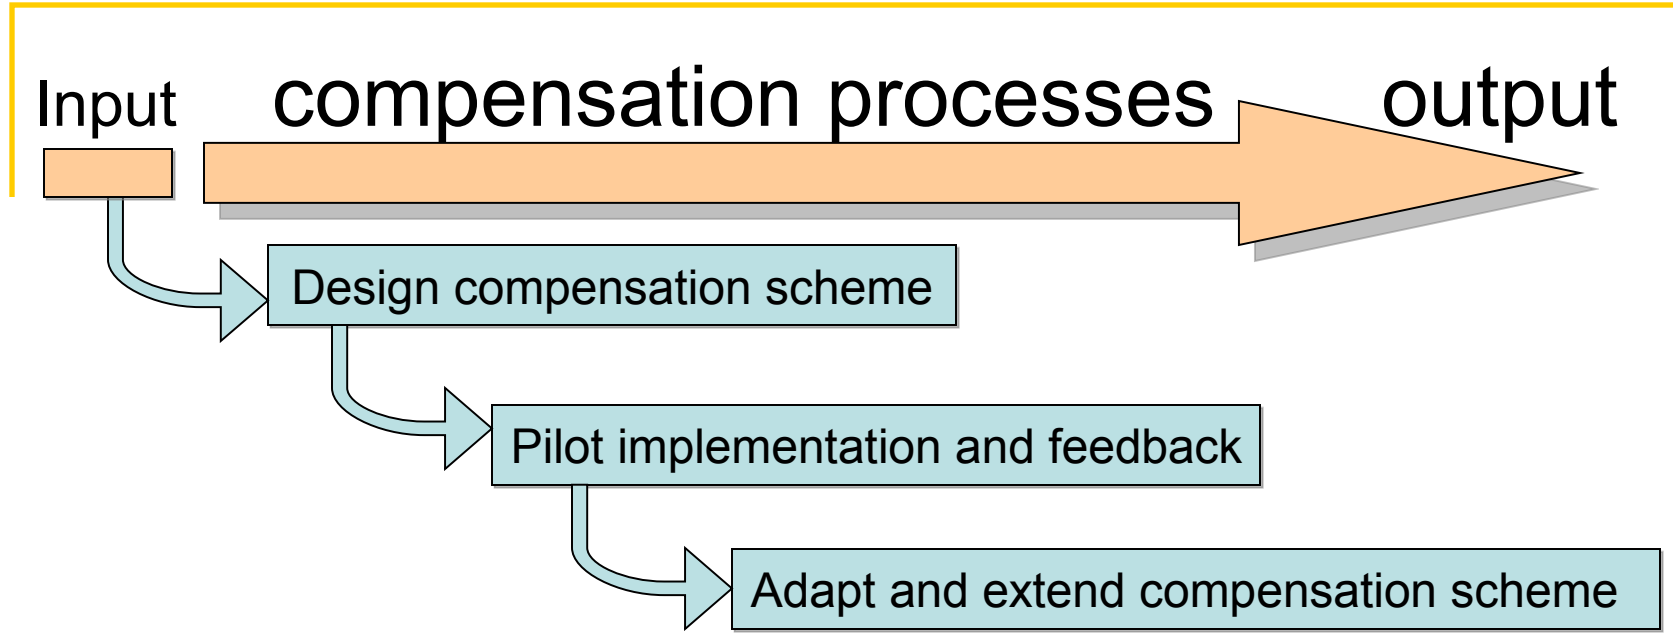 Input compensation processes output
Design compensation scheme
Pilot implementation and feedback
Adapt and extend compensation scheme